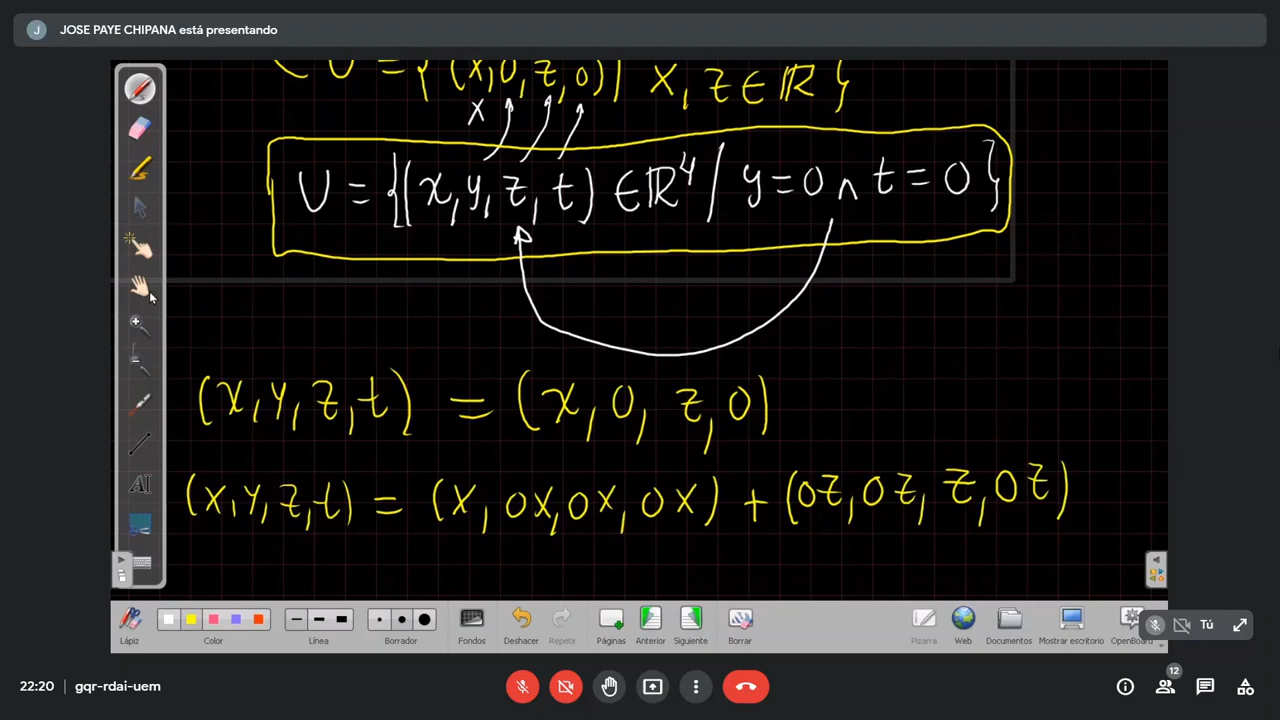 J JOSE PAYE CHIPANA está presentando
U = {(x,0,z,0)/ x,z∈ℝ}
x
U = {(x,y,z,t) ∈ℝ⁴/ y=0 ∧ t=0}
(x,y,z,t) = (x,0,z,0)
(x,y,z,t) = (x,0x,0x,0x) + (0z,0z,z,0z)
AI
Lápiz Color Línea Borrador Fondos Deshacer Repetir Páginas Anterior Siguiente Borrar Pizarra Web Documentos Mostrar escritorio OpenBoard
Tú
12
22:20 | gqr-rdai-uem